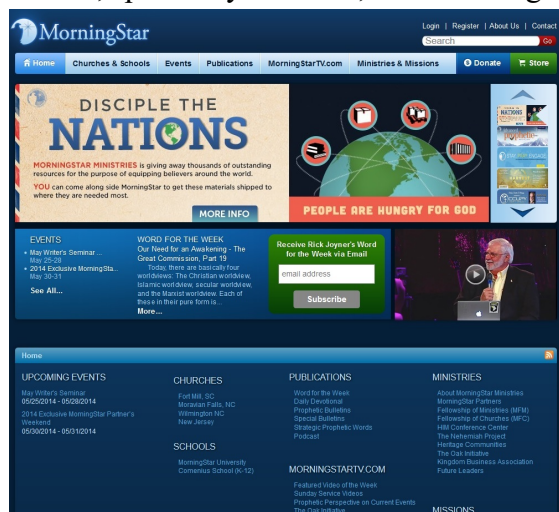 MorningStar
Login | Register | About Us | Contact
Search
Go
Home
Churches & Schools
Events
Publications
MorningStarTV.com
Ministries & Missions
Donate
Store
DISCIPLE THE
NATIONS
MORNINGSTAR MINISTRIES is giving away thousands of outstanding
resources for the purpose of equipping believers around the world.
YOU can come along side MorningStar to get these materials shipped to
where they are needed most.
MORE INFO
PEOPLE ARE HUNGRY FOR GOD
EVENTS
May Writer's Seminar ...
May 25-28
2014 Exclusive MorningSta...
May 30-31
See All...
WORD FOR THE WEEK
Our Need for an Awakening - The
Great Commission, Part 19
Today, there are basically four
worldviews: The Christian worldview,
Islamic worldview, secular worldview,
and the Marxist worldview. Each of
these in their pure form is...
More...
Receive Rick Joyner's Word
for the Week via Email
email address
Subscribe
Home
UPCOMING EVENTS
May Writer's Seminar
05/25/2014 - 05/28/2014
2014 Exclusive MorningStar Partner's
Weekend
05/30/2014 - 05/31/2014
CHURCHES
Fort Mill, SC
Moravian Falls, NC
Wilmington NC
New Jersey
SCHOOLS
MorningStar University
Comenius School (K-12)
PUBLICATIONS
Word for the Week
Daily Devotional
Prophetic Bulletins
Special Bulletins
Strategic Prophetic Words
Podcast
MORNINGSTARTV.COM
Featured Video of the Week
Sunday Service Videos
Prophetic Perspective on Current Events
The Oak Initiative
MINISTRIES
About MorningStar Ministries
MorningStar Partners
Fellowship of Ministries (MFM)
Fellowship of Churches (MFC)
HIM Conference Center
The Nehemiah Project
Heritage Communities
The Oak Initiative
Kingdom Business Association
Future Leaders
MISSIONS